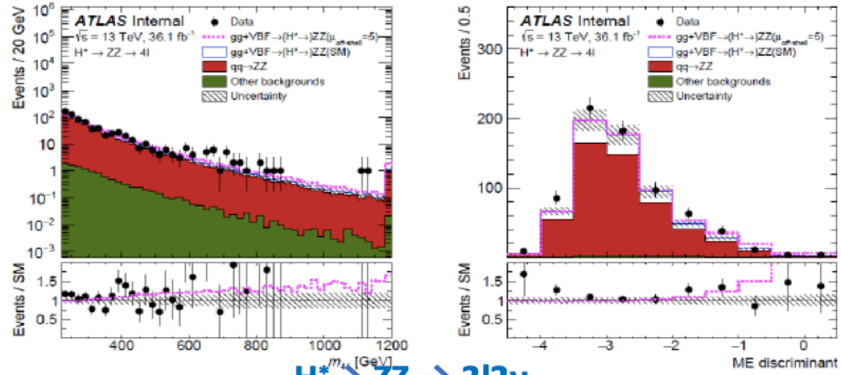 Events / 20 GeV
10⁶
10⁵
10⁴
10³
10²
10
1
10⁻¹
10⁻²
10⁻³
ATLAS Internal
√s = 13 TeV, 36.1 fb⁻¹
H* → ZZ → 4l
Data
gg+VBF→(H*→)ZZ(μoff-shell=5)
gg+VBF→(H*→)ZZ(SM)
qq→ZZ
Other backgrounds
Uncertainty
Events / SM
1.5
1
0.5
400 600 800 1000 1200
[GeV]
Events / 0.5
300
200
100
ATLAS Internal
√s = 13 TeV, 36.1 fb⁻¹
H* → ZZ → 4l
Data
gg+VBF→(H*→)ZZ(μoff-shell=5)
gg+VBF→(H*→)ZZ(SM)
qq→ZZ
Other backgrounds
Uncertainty
Events / SM
1.5
1
0.5
−4 −3 −2 −1 0
ME discriminant
H* → ZZ → 2l2ν